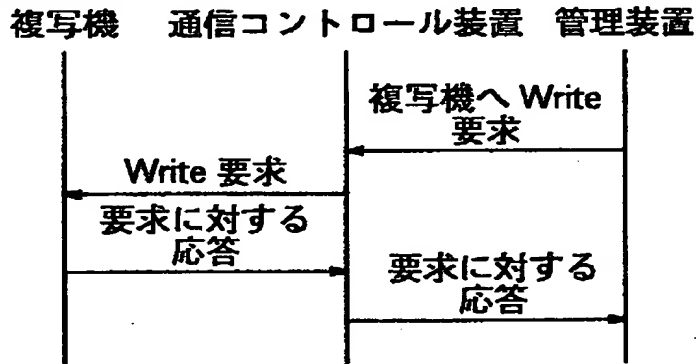 複写機 通信コントロール装置 管理装置
複写機へ Write
要求
Write 要求
要求に対する
応答
要求に対する
応答